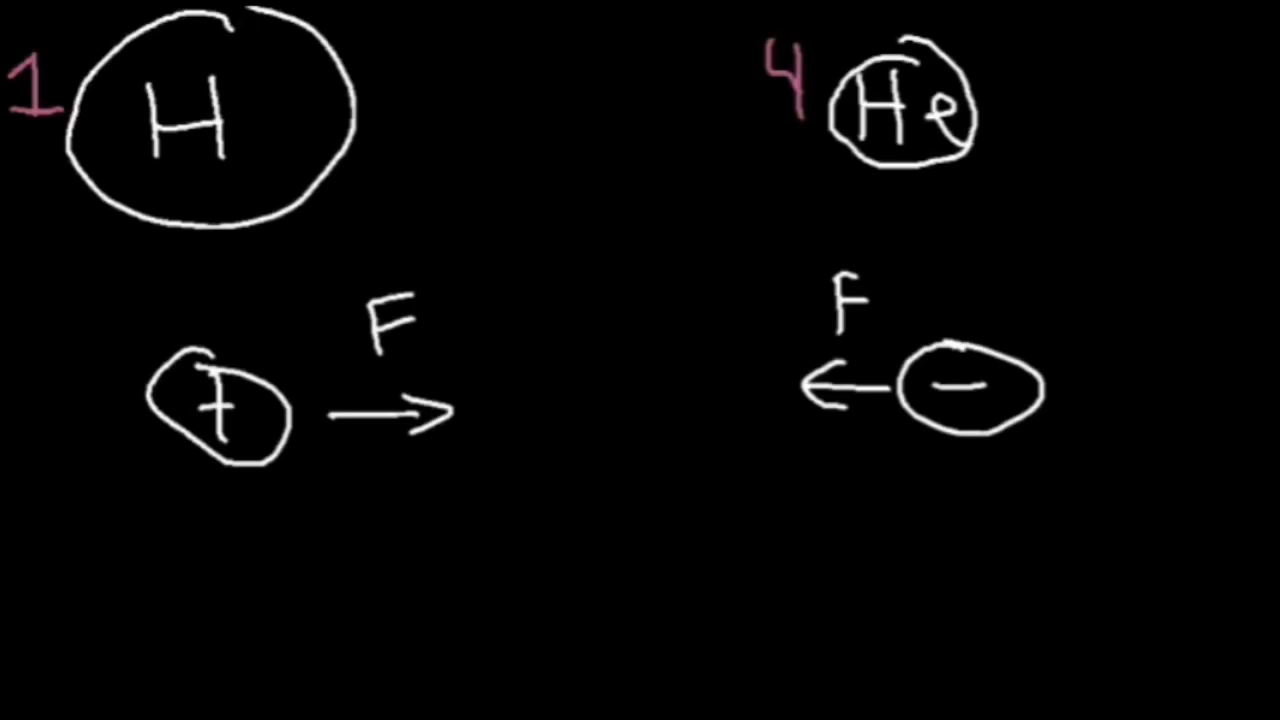 1 H 4 He
F F
+ → ← −